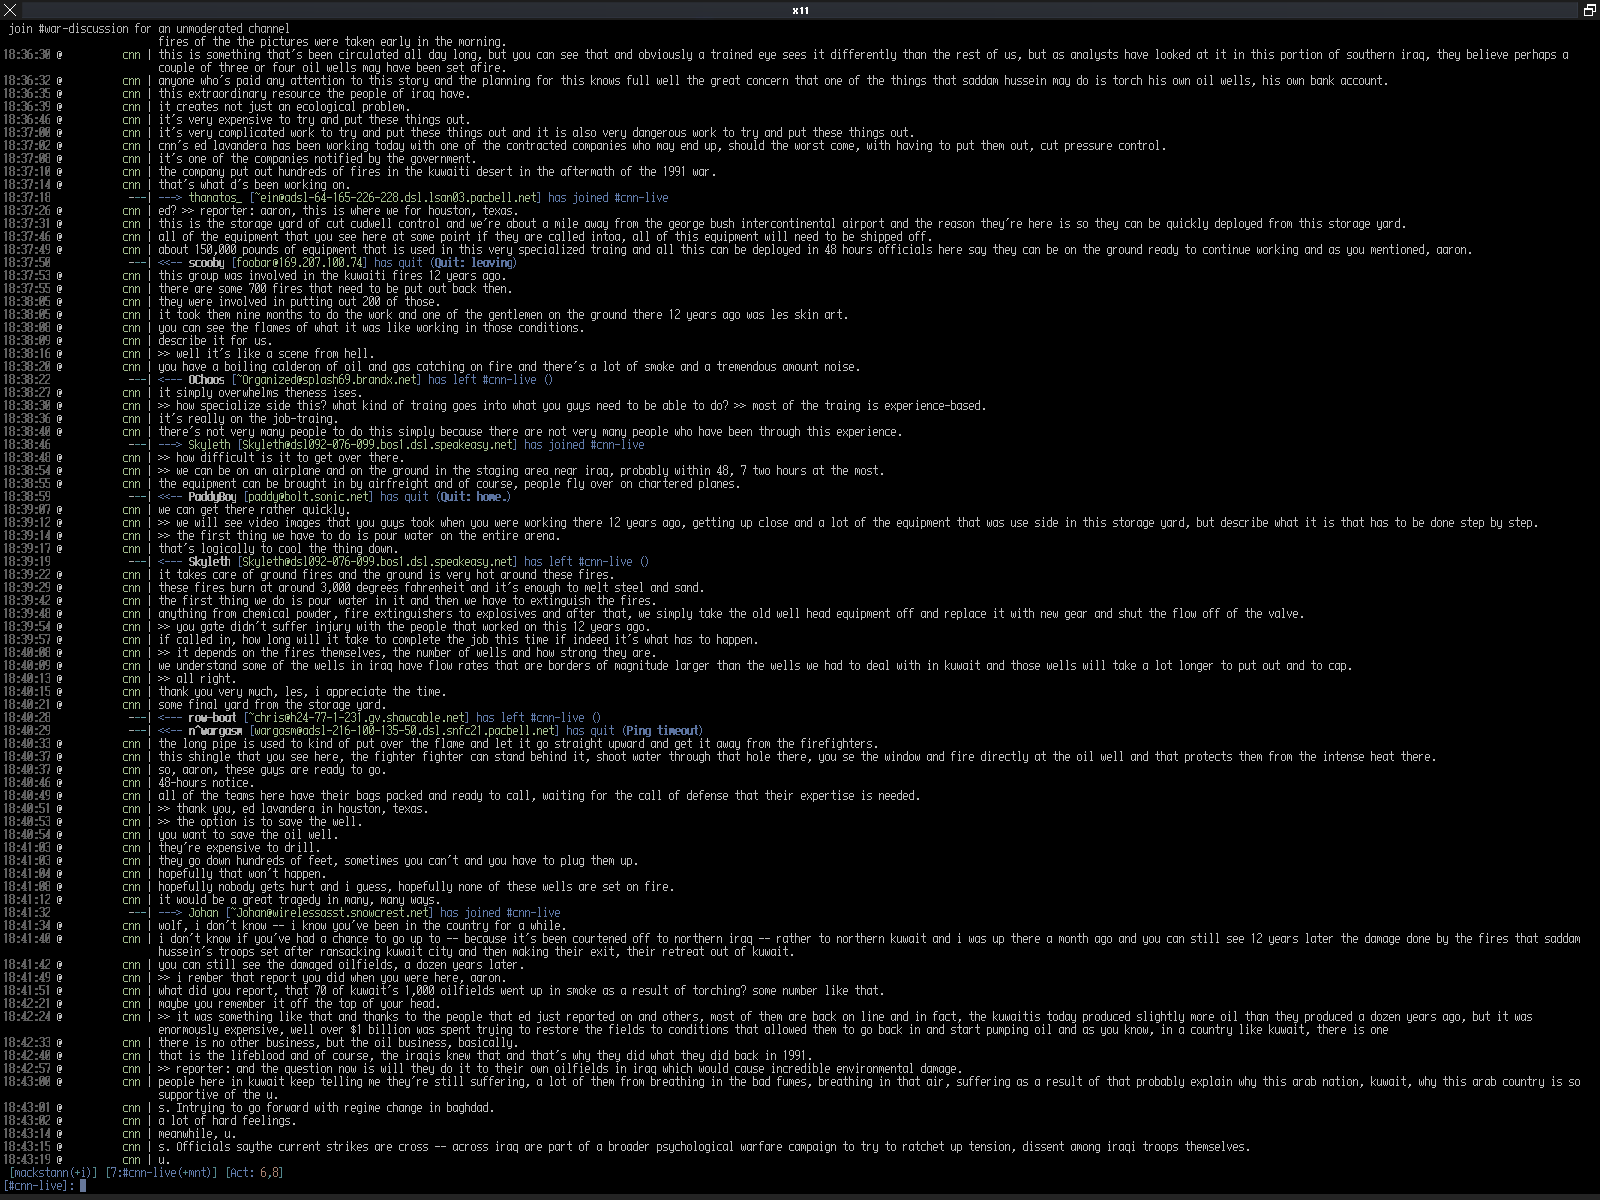 x11
join #war-discussion for an unmoderated channel
fires of the the pictures were taken early in the morning.
18:36:30 @ cnn | this is something that's been circulated all day long, but you can see that and obviously a trained eye sees it differently than the rest of us, but as analysts have looked at it in this portion of southern iraq, they believe perhaps a
couple of three or four oil wells may have been set afire.
18:36:32 @ cnn | anyone who's paid any attention to this story and the planning for this knows full well the great concern that one of the things that saddam hussein may do is torch his own oil wells, his own bank account.
18:36:35 @ cnn | this extraordinary resource the people of iraq have.
18:36:39 @ cnn | it creates not just an ecological problem.
18:36:46 @ cnn | it's very expensive to try and put these things out.
18:37:00 @ cnn | it's very complicated work to try and put these things out and it is also very dangerous work to try and put these things out.
18:37:02 @ cnn | cnn's ed lavandera has been working today with one of the contracted companies who may end up, should the worst come, with having to put them out, cut pressure control.
18:37:08 @ cnn | it's one of the companies notified by the government.
18:37:10 @ cnn | the company put out hundreds of fires in the kuwaiti desert in the aftermath of the 1991 war.
18:37:14 @ cnn | that's what d's been working on.
18:37:18 ---| ---> thanatos_ [~ein@adsl-64-165-226-228.dsl.lsan03.pacbell.net] has joined #cnn-live
18:37:26 @ cnn | ed? >> reporter: aaron, this is where we for houston, texas.
18:37:31 @ cnn | this is the storage yard of cut cudwell control and we're about a mile away from the george bush intercontinental airport and the reason they're here is so they can be quickly deployed from this storage yard.
18:37:46 @ cnn | all of the equipment that you see here at some point if they are called intoa, all of this equipment will need to be shipped off.
18:37:49 @ cnn | about 150,000 pounds of equipment that is used in this very specialized traing and all this can be deployed in 48 hours officials here say they can be on the ground ready to continue working and as you mentioned, aaron.
18:37:50 ---| <<-- scooby [foobar@169.207.100.74] has quit (Quit: leaving)
18:37:53 @ cnn | this group was involved in the kuwaiti fires 12 years ago.
18:37:55 @ cnn | there are some 700 fires that need to be put out back then.
18:38:05 @ cnn | they were involved in putting out 200 of those.
18:38:05 @ cnn | it took them nine months to do the work and one of the gentlemen on the ground there 12 years ago was les skin art.
18:38:08 @ cnn | you can see the flames of what it was like working in those conditions.
18:38:09 @ cnn | describe it for us.
18:38:16 @ cnn | >> well it's like a scene from hell.
18:38:20 @ cnn | you have a boiling calderon of oil and gas catching on fire and there's a lot of smoke and a tremendous amount noise.
18:38:22 ---| <--- OChaos [~Organized@splash69.brandx.net] has left #cnn-live ()
18:38:27 @ cnn | it simply overwhelms theness ises.
18:38:30 @ cnn | >> how specialize side this? what kind of traing goes into what you guys need to be able to do? >> most of the traing is experience-based.
18:38:36 @ cnn | it's really on the job-traing.
18:38:40 @ cnn | there's not very many people to do this simply because there are not very many people who have been through this experience.
18:38:46 ---| ---> Skyleth [Skyleth@dsl092-076-099.bos1.dsl.speakeasy.net] has joined #cnn-live
18:38:48 @ cnn | >> how difficult is it to get over there.
18:38:54 @ cnn | >> we can be on an airplane and on the ground in the staging area near iraq, probably within 48, 7 two hours at the most.
18:38:55 @ cnn | the equipment can be brought in by airfreight and of course, people fly over on chartered planes.
18:38:59 ---| <<-- PaddyBoy [paddy@bolt.sonic.net] has quit (Quit: home.)
18:39:07 @ cnn | we can get there rather quickly.
18:39:12 @ cnn | >> we will see video images that you guys took when you were working there 12 years ago, getting up close and a lot of the equipment that was use side in this storage yard, but describe what it is that has to be done step by step.
18:39:14 @ cnn | >> the first thing we have to do is pour water on the entire arena.
18:39:17 @ cnn | that's logically to cool the thing down.
18:39:19 ---| <--- Skyleth [Skyleth@dsl092-076-099.bos1.dsl.speakeasy.net] has left #cnn-live ()
18:39:22 @ cnn | it takes care of ground fires and the ground is very hot around these fires.
18:39:29 @ cnn | these fires burn at around 3,000 degrees fahrenheit and it's enough to melt steel and sand.
18:39:42 @ cnn | the first thing we do is pour water in it and then we have to extinguish the fires.
18:39:48 @ cnn | anything from chemical powder, fire extinguishers to explosives and after that, we simply take the old well head equipment off and replace it with new gear and shut the flow off of the valve.
18:39:54 @ cnn | >> you gate didn't suffer injury with the people that worked on this 12 years ago.
18:39:57 @ cnn | if called in, how long will it take to complete the job this time if indeed it's what has to happen.
18:40:08 @ cnn | >> it depends on the fires themselves, the number of wells and how strong they are.
18:40:09 @ cnn | we understand some of the wells in iraq have flow rates that are borders of magnitude larger than the wells we had to deal with in kuwait and those wells will take a lot longer to put out and to cap.
18:40:13 @ cnn | >> all right.
18:40:15 @ cnn | thank you very much, les, i appreciate the time.
18:40:21 @ cnn | some final yard from the storage yard.
18:40:28 ---| <--- row-boat [~chris@h24-77-1-231.gv.shawcable.net] has left #cnn-live ()
18:40:29 ---| <<-- n^wargasm [wargasm@adsl-216-100-135-50.dsl.snfc21.pacbell.net] has quit (Ping timeout)
18:40:33 @ cnn | the long pipe is used to kind of put over the flame and let it go straight upward and get it away from the firefighters.
18:40:37 @ cnn | this shingle that you see here, the fighter fighter can stand behind it, shoot water through that hole there, you se the window and fire directly at the oil well and that protects them from the intense heat there.
18:40:37 @ cnn | so, aaron, these guys are ready to go.
18:40:46 @ cnn | 48-hours notice.
18:40:49 @ cnn | all of the teams here have their bags packed and ready to call, waiting for the call of defense that their expertise is needed.
18:40:51 @ cnn | >> thank you, ed lavandera in houston, texas.
18:40:53 @ cnn | >> the option is to save the well.
18:40:54 @ cnn | you want to save the oil well.
18:41:03 @ cnn | they're expensive to drill.
18:41:03 @ cnn | they go down hundreds of feet, sometimes you can't and you have to plug them up.
18:41:04 @ cnn | hopefully that won't happen.
18:41:08 @ cnn | hopefully nobody gets hurt and i guess, hopefully none of these wells are set on fire.
18:41:12 @ cnn | it would be a great tragedy in many, many ways.
18:41:32 ---| ---> Johan [~Johan@wirelessasst.snowcrest.net] has joined #cnn-live
18:41:34 @ cnn | wolf, i don't know -- i know you've been in the country for a while.
18:41:40 @ cnn | i don't know if you've had a chance to go up to -- because it's been courtened off to northern iraq -- rather to northern kuwait and i was up there a month ago and you can still see 12 years later the damage done by the fires that saddam
hussein's troops set after ransacking kuwait city and then making their exit, their retreat out of kuwait.
18:41:42 @ cnn | you can still see the damaged oilfields, a dozen years later.
18:41:49 @ cnn | >> i rember that report you did when you were here, aaron.
18:41:51 @ cnn | what did you report, that 70 of kuwait's 1,000 oilfields went up in smoke as a result of torching? some number like that.
18:42:21 @ cnn | maybe you remember it off the top of your head.
18:42:24 @ cnn | >> it was something like that and thanks to the people that ed just reported on and others, most of them are back on line and in fact, the kuwaitis today produced slightly more oil than they produced a dozen years ago, but it was
enormously expensive, well over $1 billion was spent trying to restore the fields to conditions that allowed them to go back in and start pumping oil and as you know, in a country like kuwait, there is one
18:42:33 @ cnn | there is no other business, but the oil business, basically.
18:42:40 @ cnn | that is the lifeblood and of course, the iraqis knew that and that's why they did what they did back in 1991.
18:42:57 @ cnn | >> reporter: and the question now is will they do it to their own oilfields in iraq which would cause incredible environmental damage.
18:43:00 @ cnn | people here in kuwait keep telling me they're still suffering, a lot of them from breathing in the bad fumes, breathing in that air, suffering as a result of that probably explain why this arab nation, kuwait, why this arab country is so
supportive of the u.
18:43:01 @ cnn | s. Intrying to go forward with regime change in baghdad.
18:43:02 @ cnn | a lot of hard feelings.
18:43:14 @ cnn | meanwhile, u.
18:43:15 @ cnn | s. Officials saythe current strikes are cross -- across iraq are part of a broader psychological warfare campaign to try to ratchet up tension, dissent among iraqi troops themselves.
18:43:19 @ cnn | u.
[mackstann(+i)] [7:#cnn-live(+mnt)] [Act: 6,8]
[#cnn-live]: